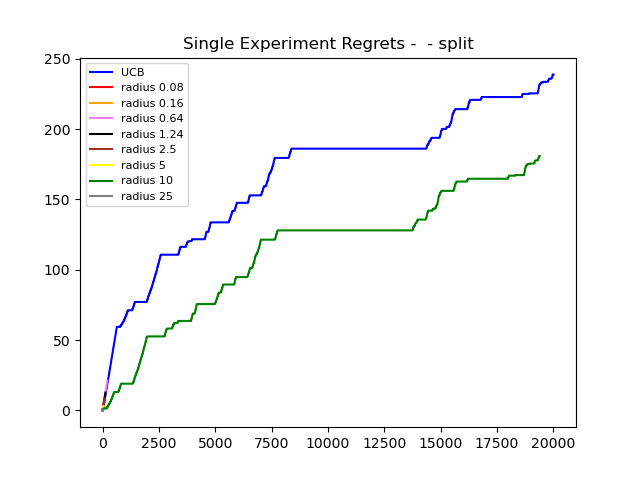 Single Experiment Regrets -  - split
250
200
150
100
50
0
UCB
radius 0.08
radius 0.16
radius 0.64
radius 1.24
radius 2.5
radius 5
radius 10
radius 25
0 2500 5000 7500 10000 12500 15000 17500 20000